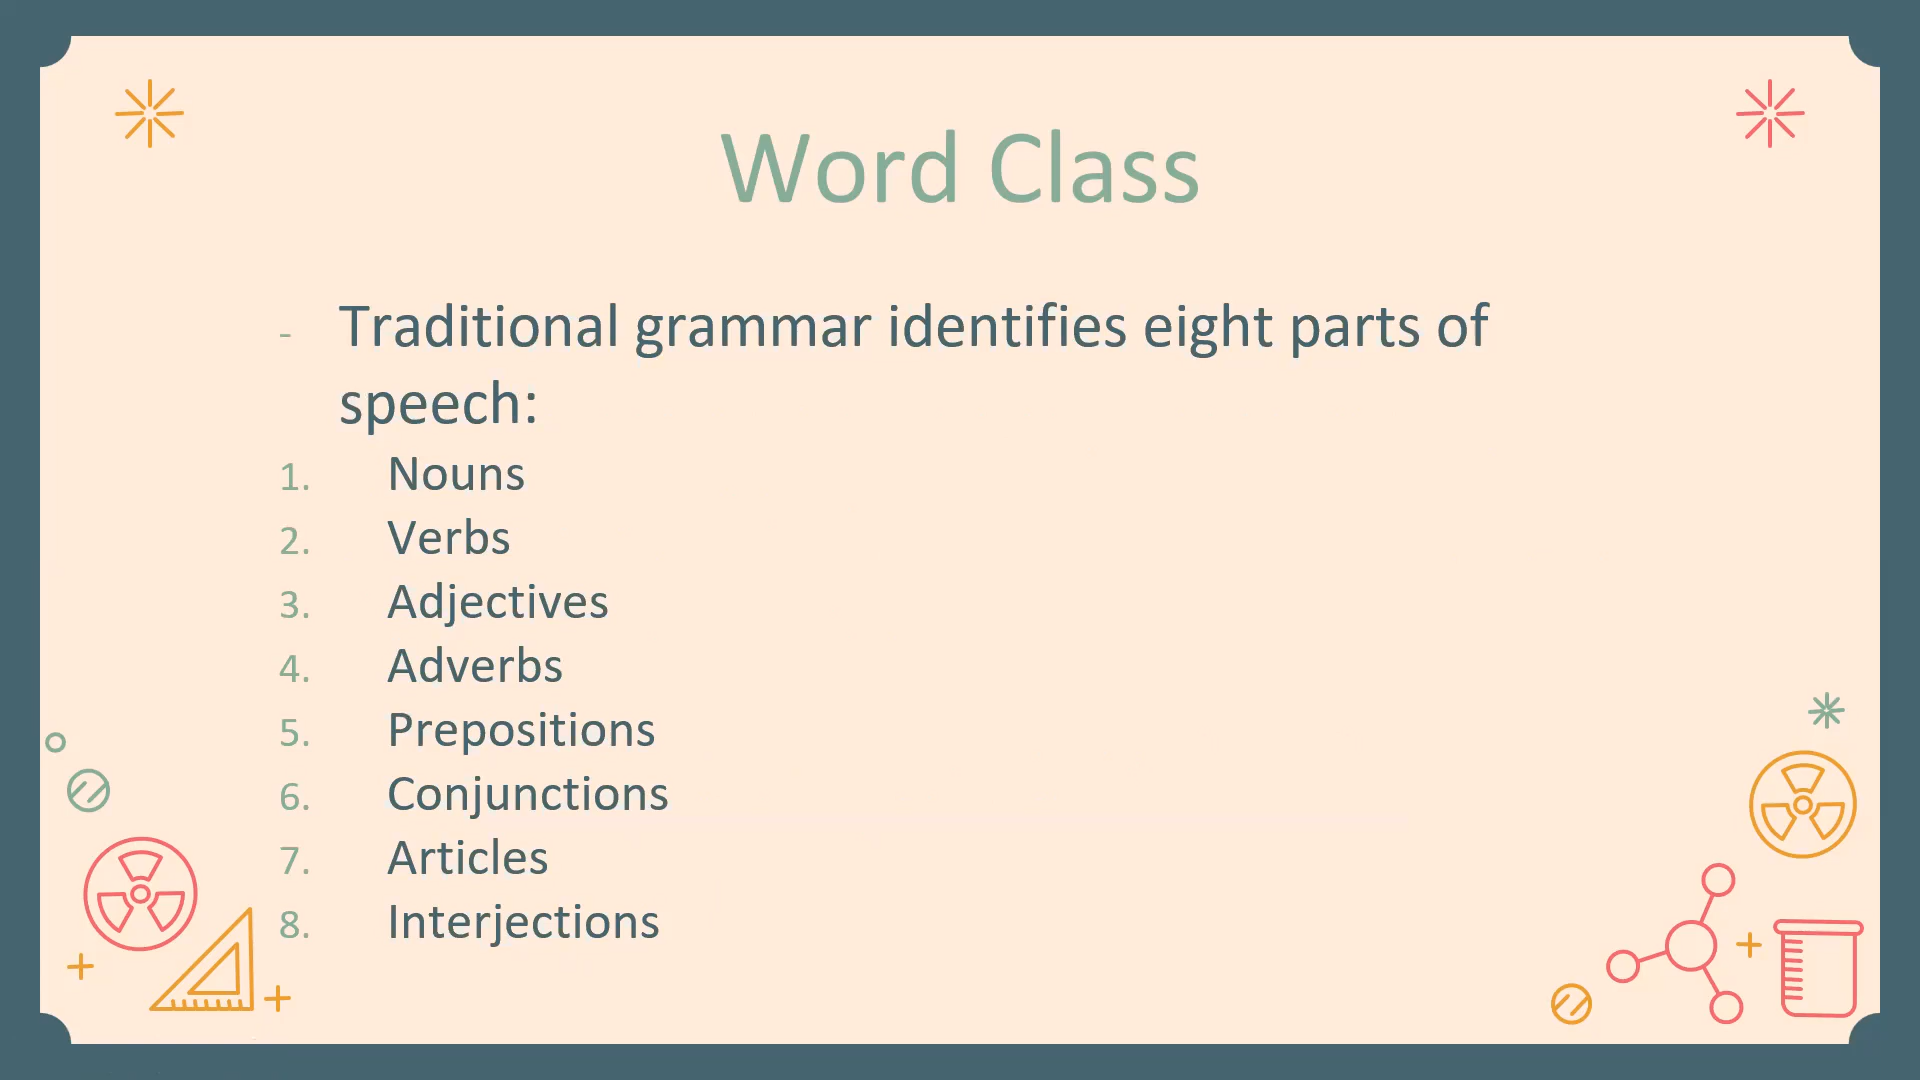 Word Class
- Traditional grammar identifies eight parts of
speech:
1. Nouns
2. Verbs
3. Adjectives
4. Adverbs
5. Prepositions
6. Conjunctions
7. Articles
8. Interjections